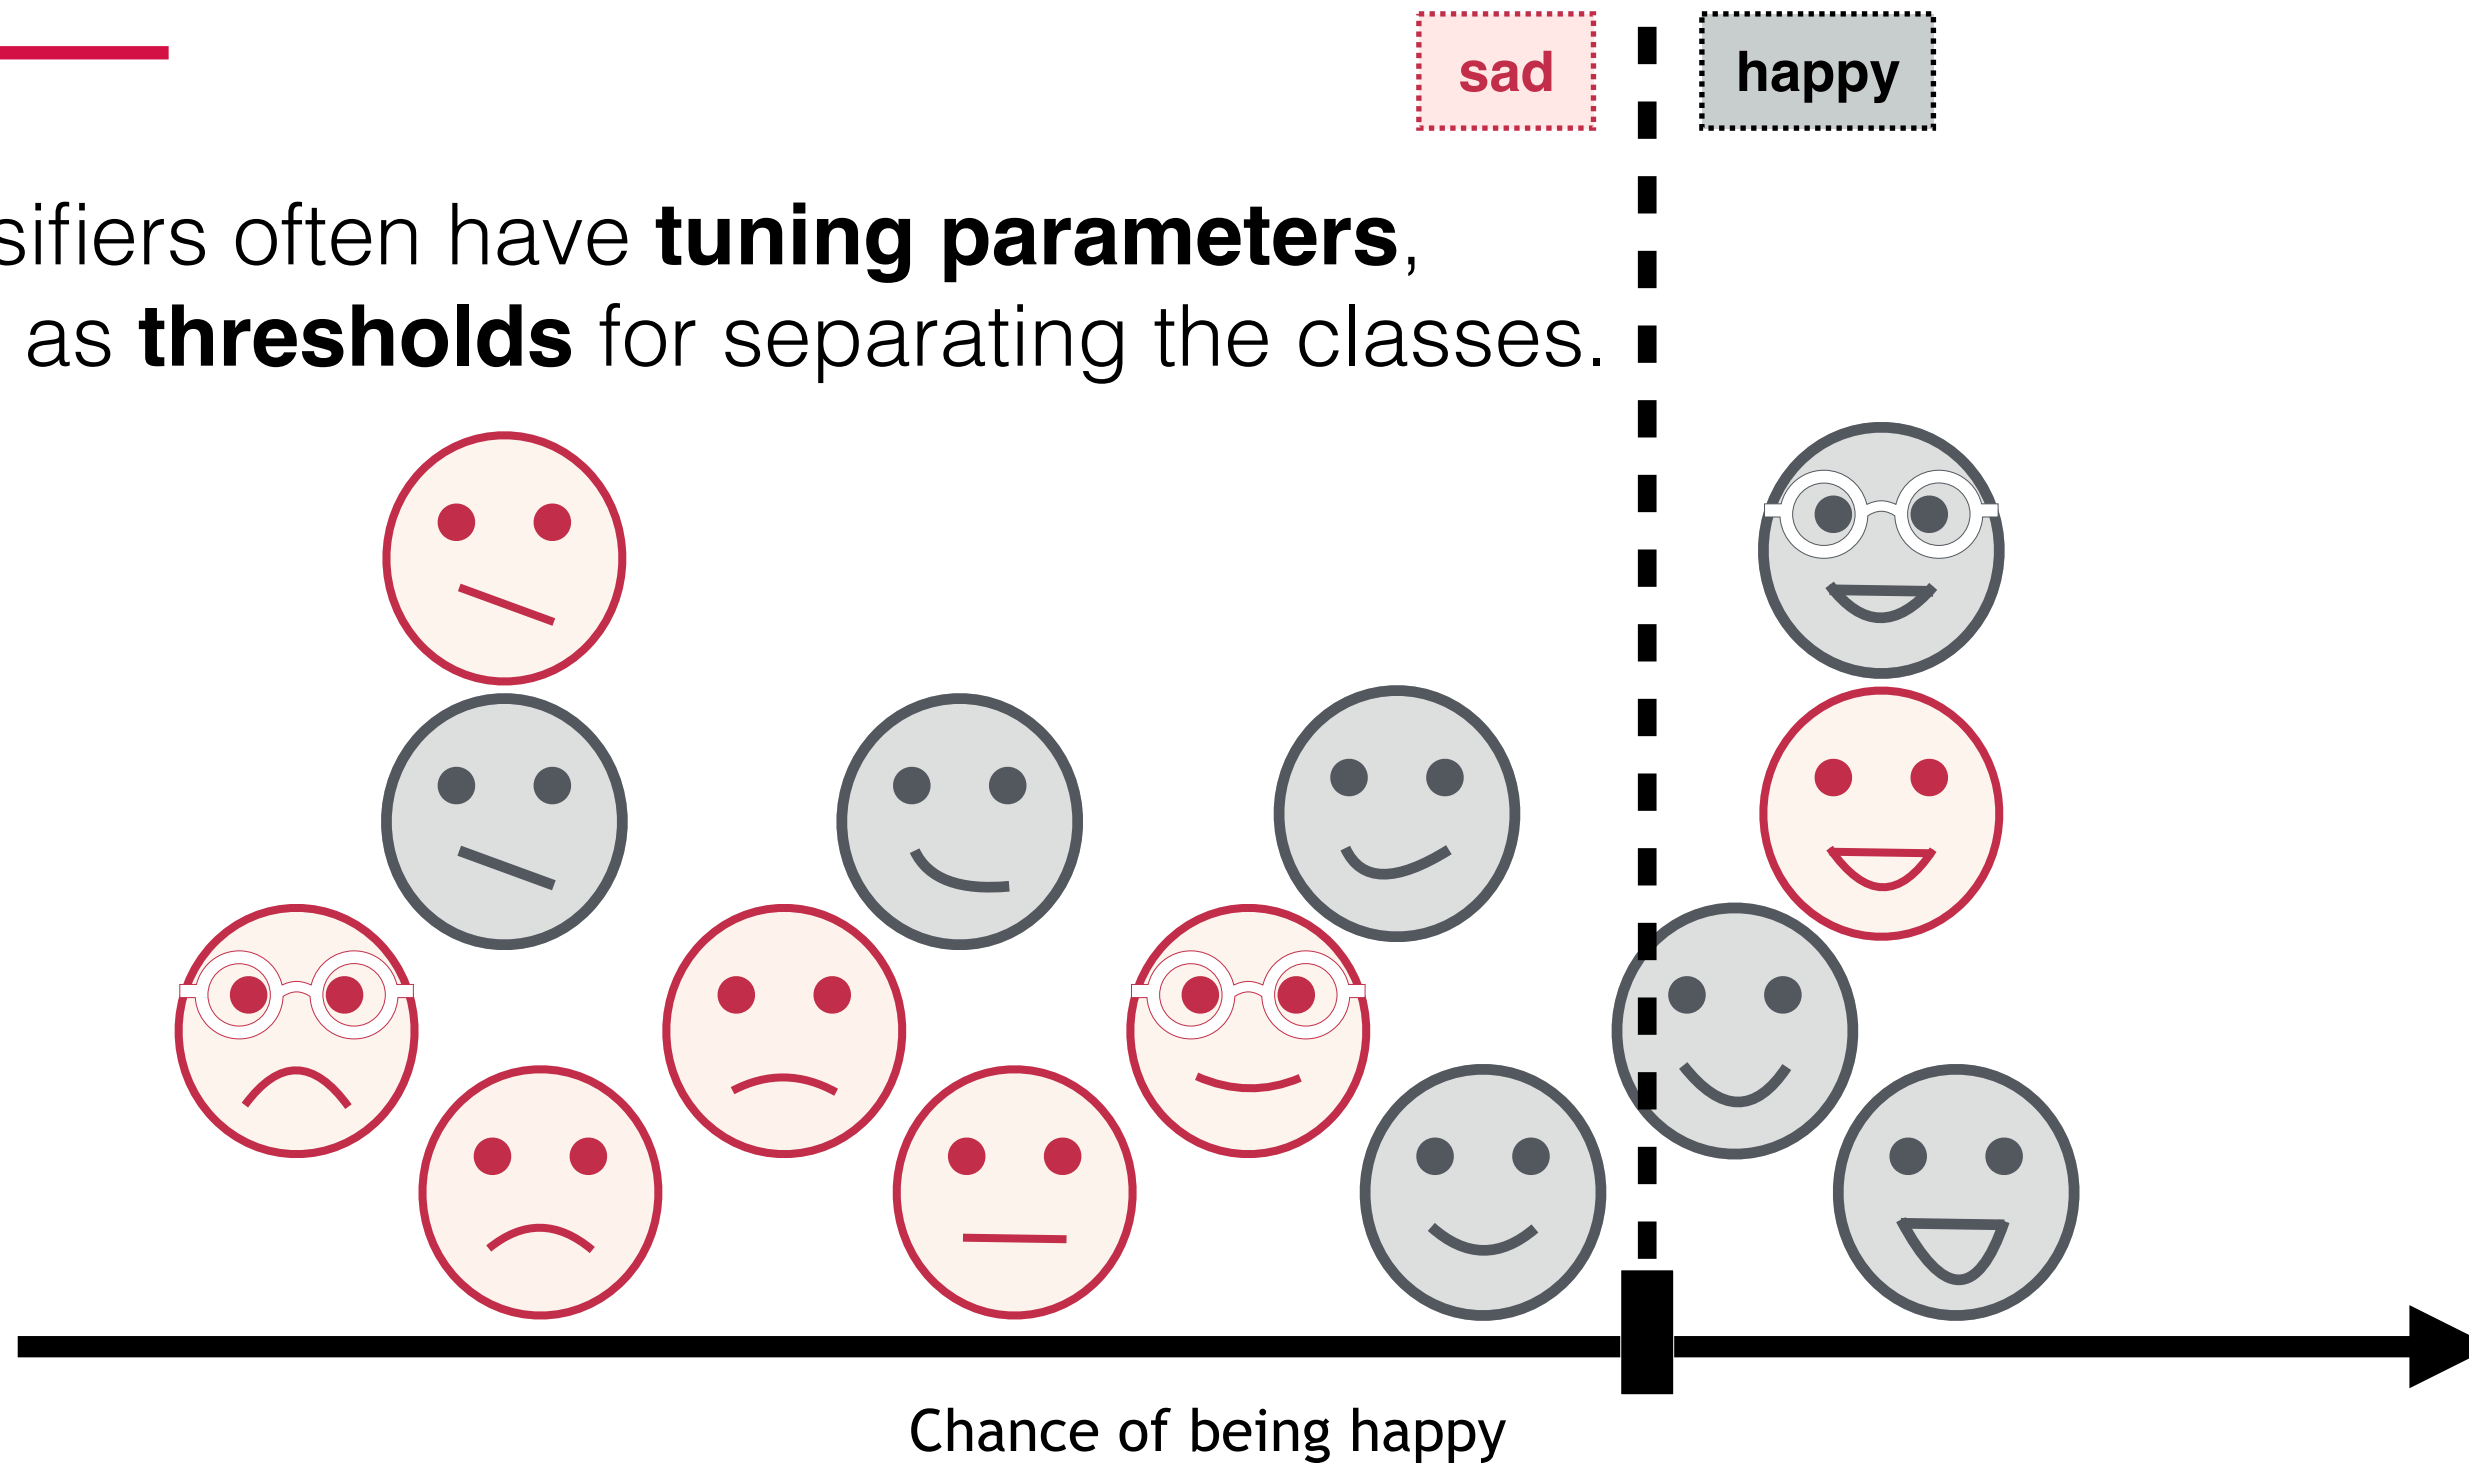 sad
happy
sifiers often have tuning parameters,
as thresholds for separating the classes.
Chance of being happy